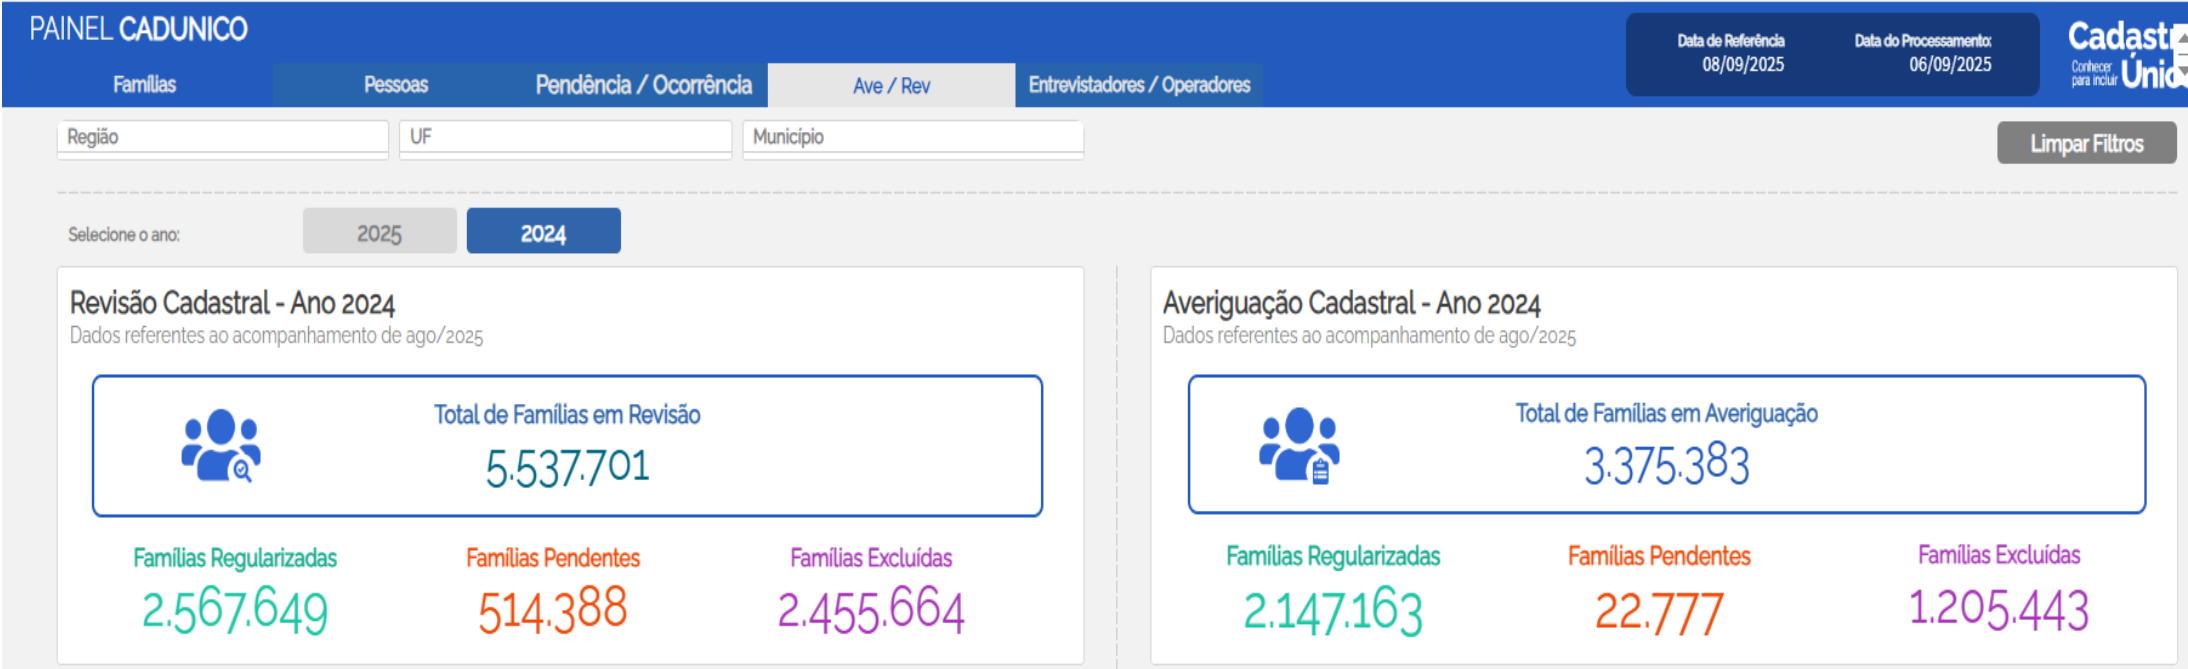 PAINEL CADUNICO
Famílias
Pessoas
Pendência / Ocorrência
Ave / Rev
Entrevistadores / Operadores
Data de Referência
08/09/2025
Data do Processamento:
06/09/2025
Conhecer
para incluir
Região
UF
Município
Limpar Filtros
Selecione o ano:
2025
2024
Revisão Cadastral - Ano 2024
Dados referentes ao acompanhamento de ago/2025
Total de Famílias em Revisão
5.537.701
Famílias Regularizadas
2.567.649
Famílias Pendentes
514.388
Famílias Excluídas
2.455.664
Averiguação Cadastral - Ano 2024
Dados referentes ao acompanhamento de ago/2025
Total de Famílias em Averiguação
3.375.383
Famílias Regularizadas
2.147.163
Famílias Pendentes
22.777
Famílias Excluídas
1.205.443